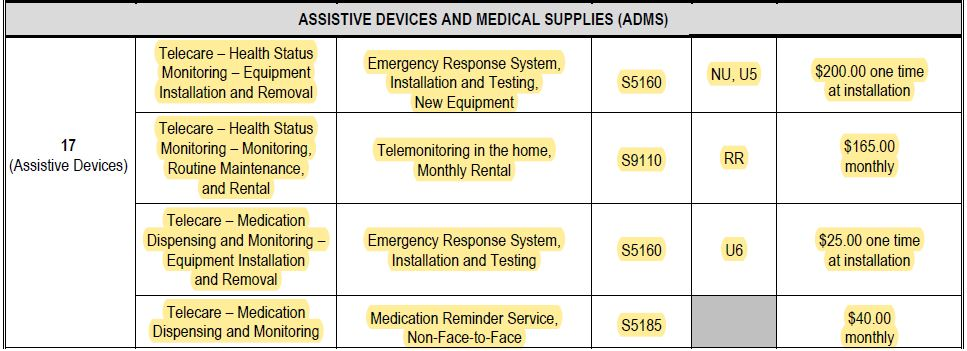 ASSISTIVE DEVICES AND MEDICAL SUPPLIES (ADMS)
17
(Assistive Devices)
Telecare – Health Status
Monitoring – Equipment
Installation and Removal
Emergency Response System,
Installation and Testing,
New Equipment
S5160
NU, U5
$200.00 one time
at installation
Telecare – Health Status
Monitoring – Monitoring,
Routine Maintenance,
and Rental
Telemonitoring in the home,
Monthly Rental
S9110
RR
$165.00
monthly
Telecare – Medication
Dispensing and Monitoring –
Equipment Installation
and Removal
Emergency Response System,
Installation and Testing
S5160
U6
$25.00 one time
at installation
Telecare – Medication
Dispensing and Monitoring
Medication Reminder Service,
Non-Face-to-Face
S5185
$40.00
monthly